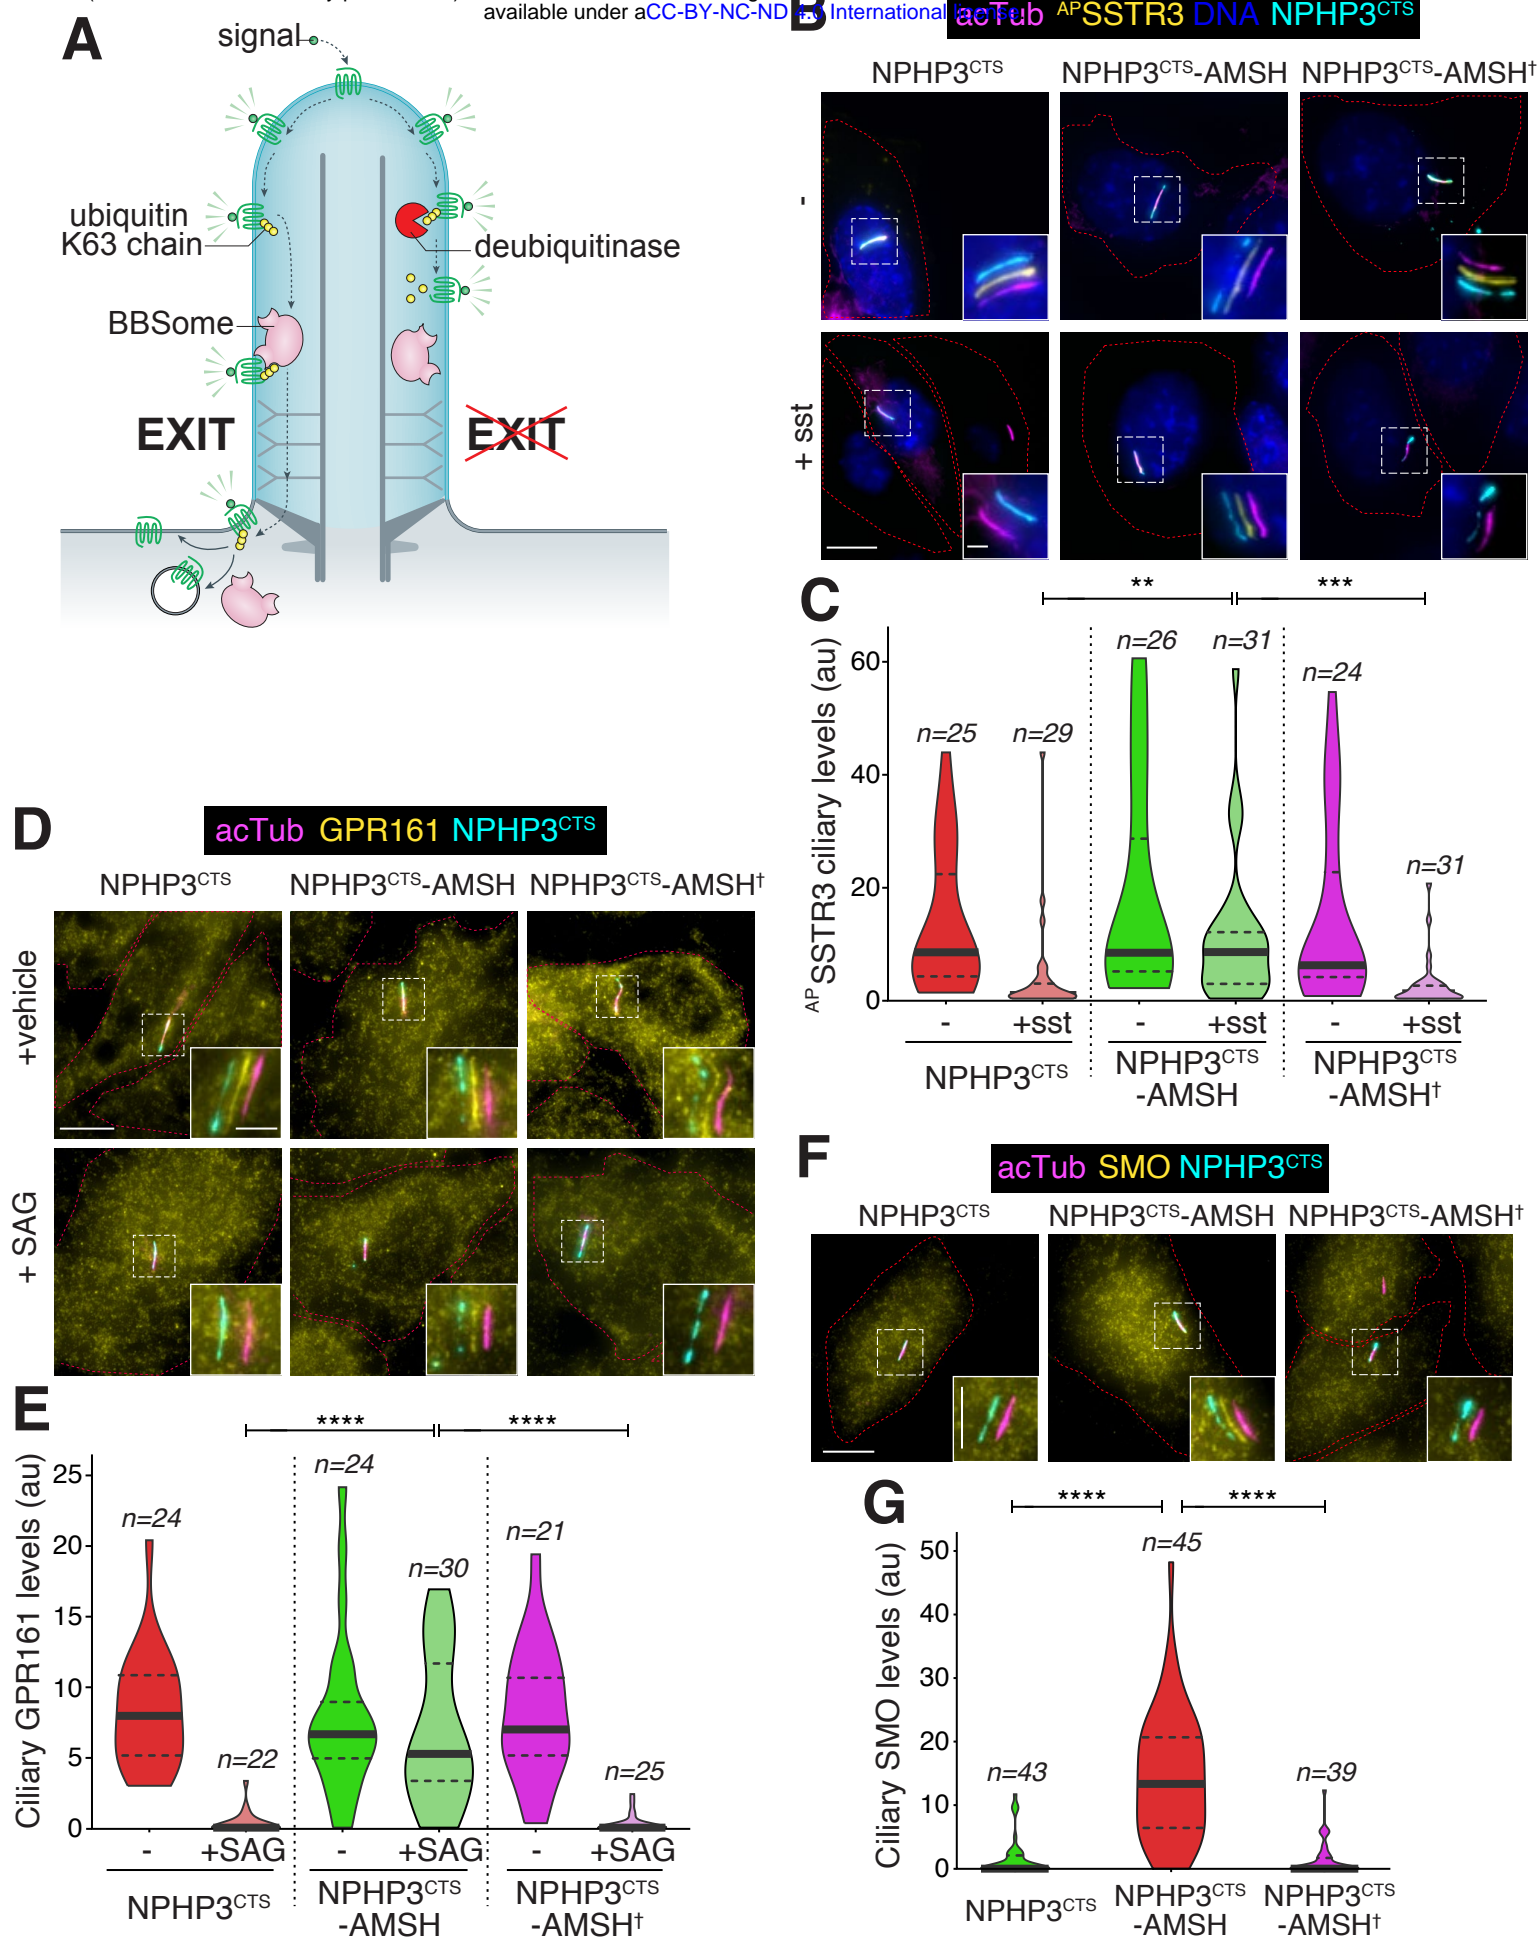 available under aCC-BY-NC-ND 4.0 International license
A
signal
ubiquitin
K63 chain
deubiquitinase
BBSome
EXIT
EXIT
B
acTub APSSTR3 DNA NPHP3CTS
NPHP3CTS NPHP3CTS-AMSH NPHP3CTS-AMSH†
-
+ sst
C
** ***
n=25 n=29 n=26 n=31 n=24 n=31
APSSTR3 ciliary levels (au)
60
40
20
0
- +sst - +sst - +sst
NPHP3CTS NPHP3CTS NPHP3CTS
-AMSH -AMSH†
D
acTub GPR161 NPHP3CTS
NPHP3CTS NPHP3CTS-AMSH NPHP3CTS-AMSH†
+vehicle
+ SAG
E
**** ****
n=24 n=22 n=24 n=30 n=21 n=25
Ciliary GPR161 levels (au)
25
20
15
10
5
0
- +SAG - +SAG - +SAG
NPHP3CTS NPHP3CTS NPHP3CTS
-AMSH -AMSH†
F
acTub SMO NPHP3CTS
NPHP3CTS NPHP3CTS-AMSH NPHP3CTS-AMSH†
G
**** ****
n=43 n=45 n=39
Ciliary SMO levels (au)
50
40
30
20
10
0
NPHP3CTS NPHP3CTS NPHP3CTS
-AMSH -AMSH†